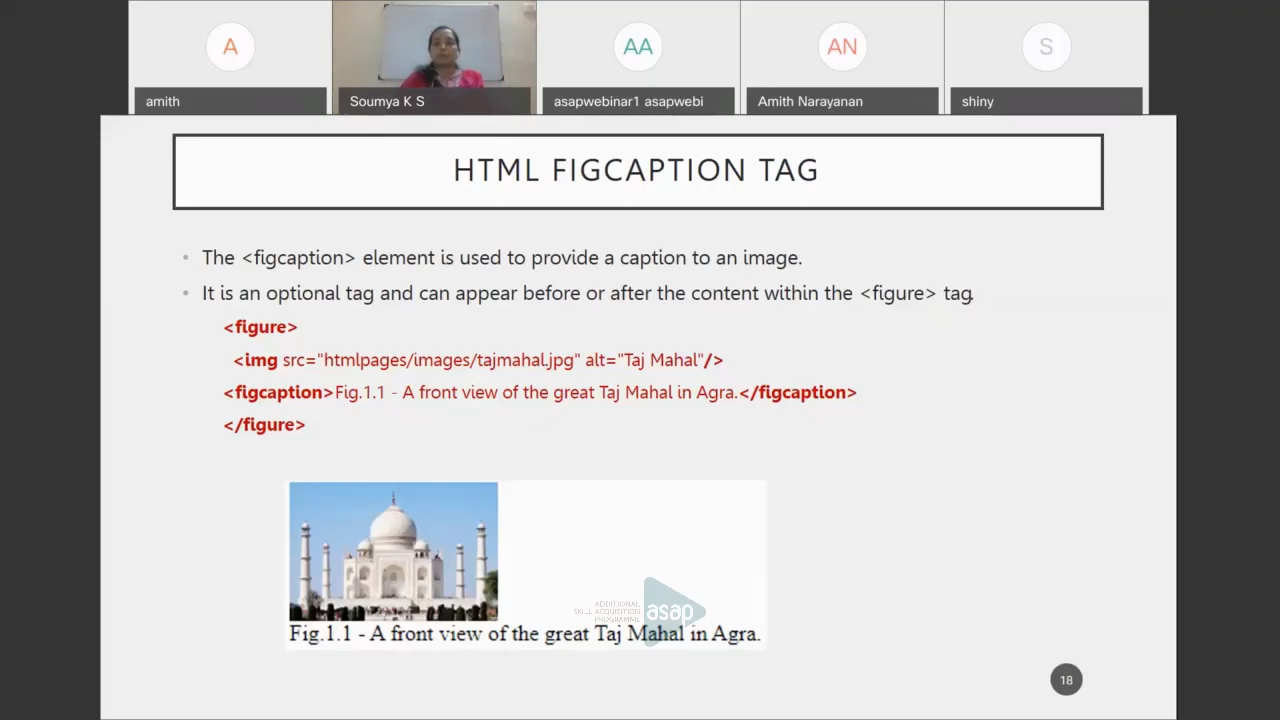 A
AA
AN
S
amith
Soumya K S
asapwebinar1 asapwebi
Amith Narayanan
shiny
HTML FIGCAPTION TAG
• The <figcaption> element is used to provide a caption to an image.
• It is an optional tag and can appear before or after the content within the <figure> tag.
<figure>
<img src="htmlpages/images/tajmahal.jpg" alt="Taj Mahal"/>
<figcaption>Fig.1.1 - A front view of the great Taj Mahal in Agra.</figcaption>
</figure>
ADDITIONAL
SKILL ACQUISITION
PROGRAMME
asap
Fig.1.1 - A front view of the great Taj Mahal in Agra.
18